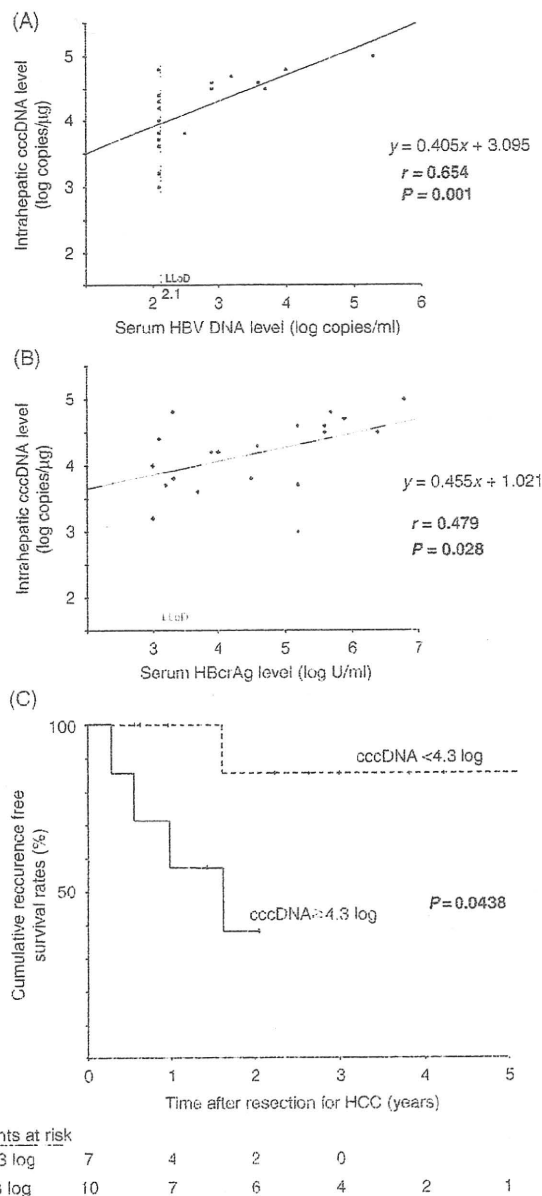 (A)
Intrahepatic cccDNA level
(log copies/µg)
5
4
3
2
y = 0.405x + 3.095
r = 0.654
P = 0.001
LLoD
2.1
2 3 4 5 6
Serum HBV DNA level (log copies/ml)
(B)
Intrahepatic cccDNA level
(log copies/µg)
5
4
3
2
y = 0.455x + 1.021
r = 0.479
P = 0.028
LLoD
3 4 5 6 7
Serum HBcrAg level (log U/ml)
(C)
Cumulative reccurence free
survival rates (%)
100
50
cccDNA <4.3 log
cccDNA≥4.3 log
P=0.0438
0 1 2 3 4 5
Time after resection for HCC (years)
nts at risk
3 log 7 4 2 0
log 10 7 6 4 2 1